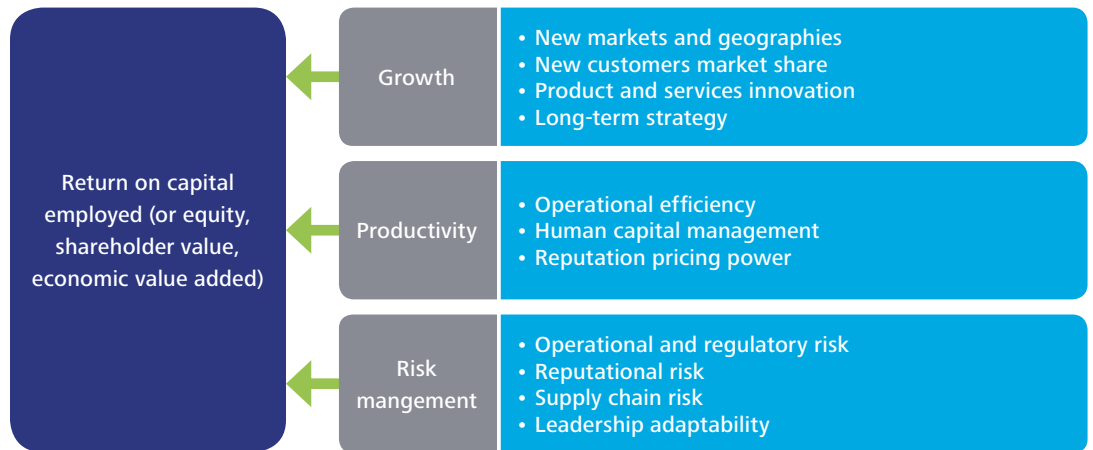 Return on capital
employed (or equity,
shareholder value,
economic value added)
Growth
• New markets and geographies
• New customers market share
• Product and services innovation
• Long-term strategy
Productivity
• Operational efficiency
• Human capital management
• Reputation pricing power
Risk
mangement
• Operational and regulatory risk
• Reputational risk
• Supply chain risk
• Leadership adaptability